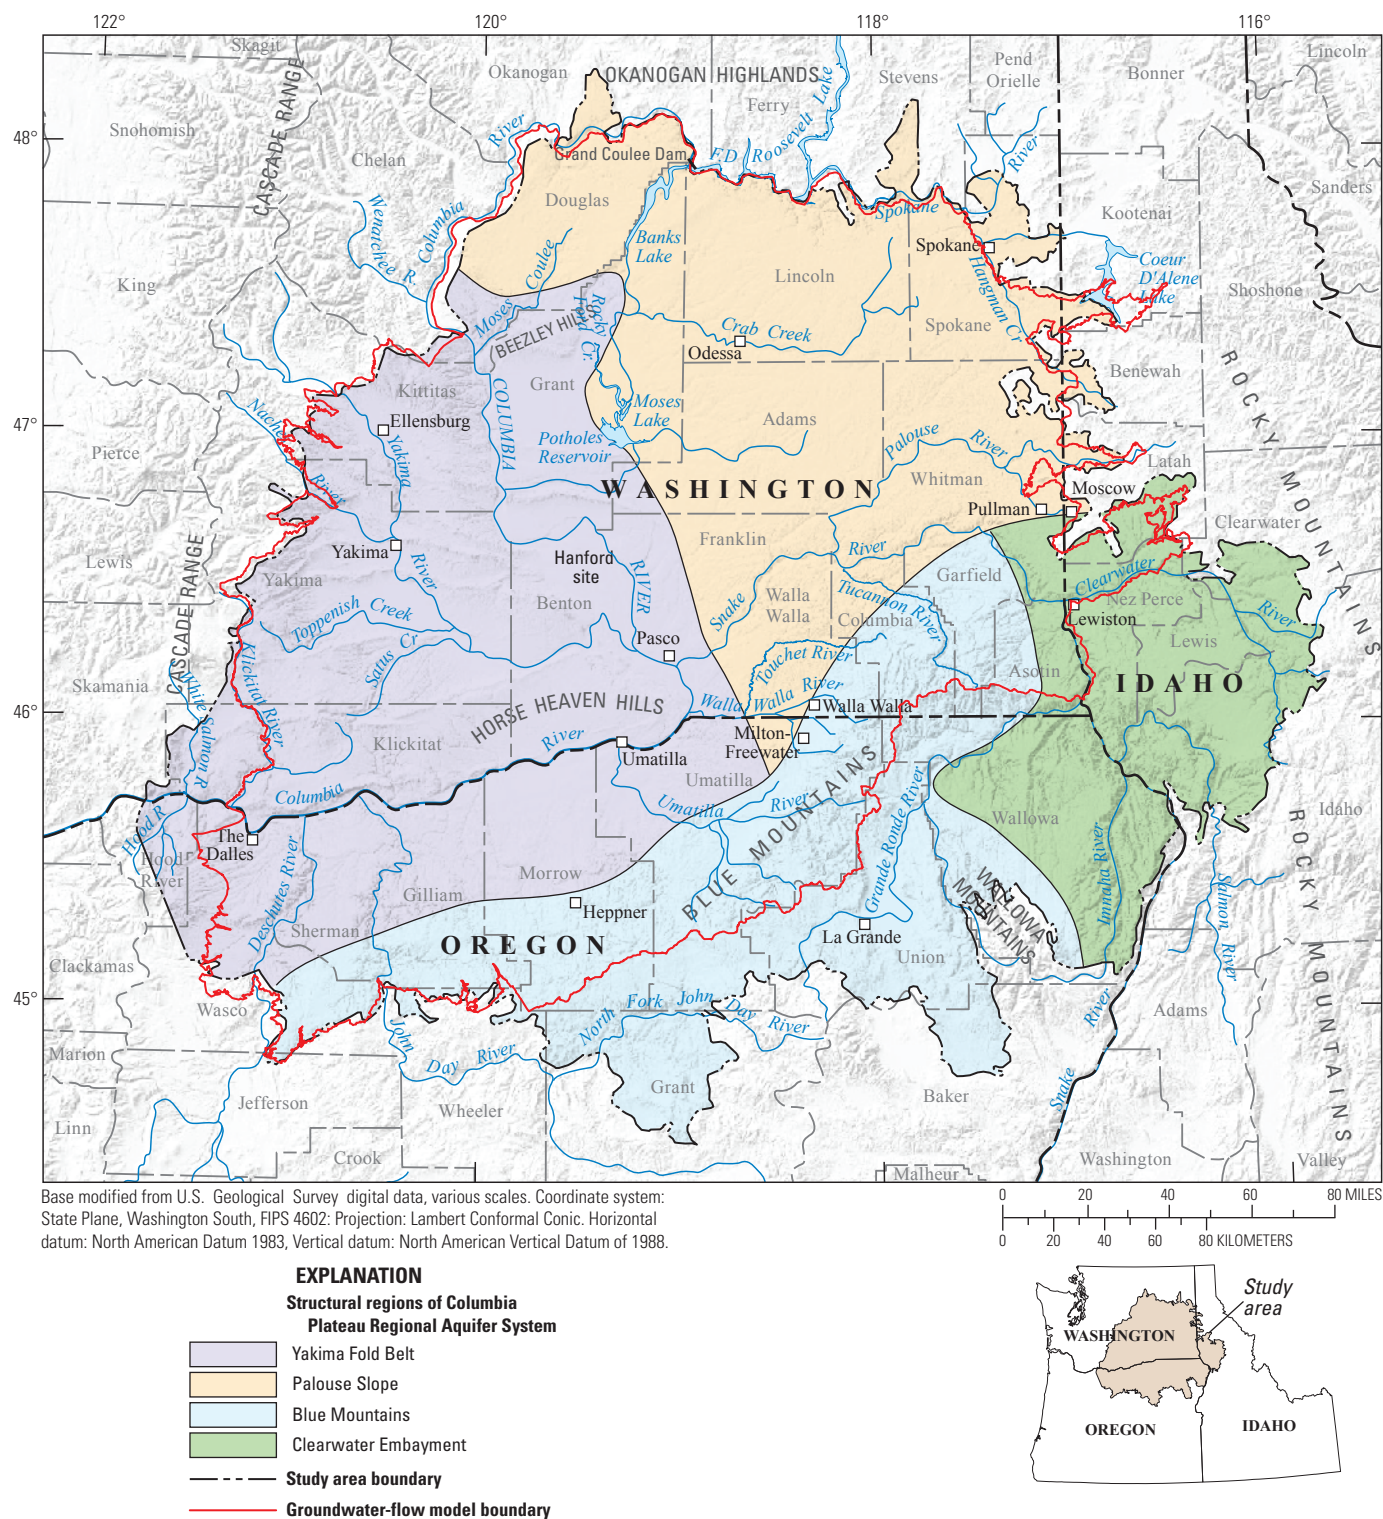 122°
120°
118°
116°
Skagit
Okanogan
OKANOGAN HIGHLANDS
Ferry
Stevens
Pend
Orielle
Bonner
Lincoln
48°
Snohomish
CASCADE RANGE
Chelan
River
Columbia
Grand Coulee Dam
F.D Roosevelt Lake
River
Sanders
Wenatchee R.
Douglas
Spokane
Kootenai
Banks
Lake
Spokane
Coeur
D'Alene
Lake
King
Moses Coulee
Lincoln
Hangman Cr
Shoshone
Rocky
Ford Cr.
BEEZLEY HILLS
Crab Creek
Odessa
Spokane
Benewah
ROCKY MOUNTAINS
Kittitas
Grant
Ellensburg
COLUMBIA
Moses
Lake
Adams
47°
Naches
River
Yakima
Potholes
Reservoir
Palouse River
Latah
Pierce
WASHINGTON
Whitman
Moscow
Pullman
Clearwater
Yakima
Franklin
Hanford
site
River
Lewis
CASCADE RANGE
Yakima
River
RIVER
Garfield
Clearwater
River
Benton
Walla
Walla
Tucannon River
Columbia
Nez Perce
Lewiston
Toppenish Creek
Snake
Lewis
Satus Cr
Pasco
Touchet River
Asotin
IDAHO
Skamania
White Salmon R
Klickitat River
HORSE HEAVEN HILLS
Walla Walla River
Walla Walla
46°
Klickitat
River
Umatilla
Milton-
Freewater
Umatilla
Columbia
Umatilla River
BLUE MOUNTAINS
Grande Ronde River
Wallowa
Imnaha River
Idaho
ROCKY MOUNTAINS
Hood R
The
Dalles
Hood
River
Deschutes River
Gilliam
Morrow
Heppner
WALLOWA
MOUNTAINS
Salmon River
Sherman
OREGON
La Grande
Union
Clackamas
45°
Wasco
North Fork John Day River
River
Adams
Marion
John Day River
Grant
Snake
Jefferson
Wheeler
Baker
Linn
Crook
Malheur
Washington
Valley
Base modified from U.S. Geological Survey digital data, various scales. Coordinate system:
State Plane, Washington South, FIPS 4602: Projection: Lambert Conformal Conic. Horizontal
datum: North American Datum 1983, Vertical datum: North American Vertical Datum of 1988.
0 20 40 60 80 MILES
0 20 40 60 80 KILOMETERS
EXPLANATION
Structural regions of Columbia
Plateau Regional Aquifer System
Yakima Fold Belt
Palouse Slope
Blue Mountains
Clearwater Embayment
Study area boundary
Groundwater-flow model boundary
Study
area
WASHINGTON
OREGON
IDAHO